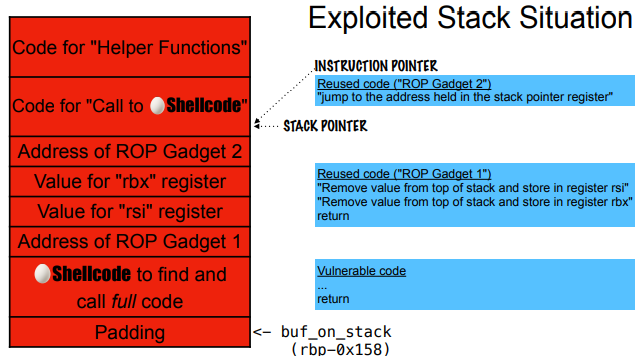 Exploited Stack Situation
Code for "Helper Functions"
Code for "Call to 🥚Shellcode"
Address of ROP Gadget 2
Value for "rbx" register
Value for "rsi" register
Address of ROP Gadget 1
🥚Shellcode to find and
call full code
Padding
<- buf_on_stack
(rbp-0x158)
INSTRUCTION POINTER
STACK POINTER
Reused code ("ROP Gadget 2")
"jump to the address held in the stack pointer register"
Reused code ("ROP Gadget 1")
"Remove value from top of stack and store in register rsi"
"Remove value from top of stack and store in register rbx"
return
Vulnerable code
...
return